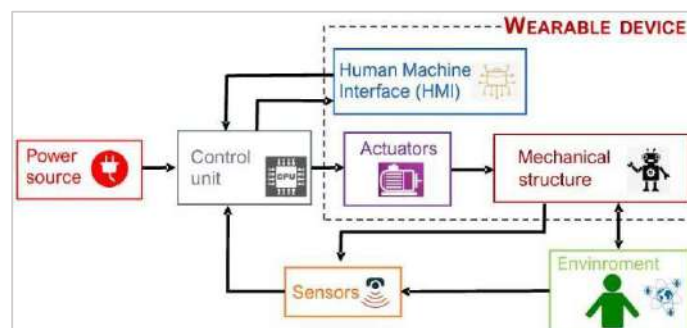 WEARABLE DEVICE
Human Machine
Interface (HMI)
Power
source
Control
unit
CPU
Actuators
Mechanical
structure
Sensors
Envinroment